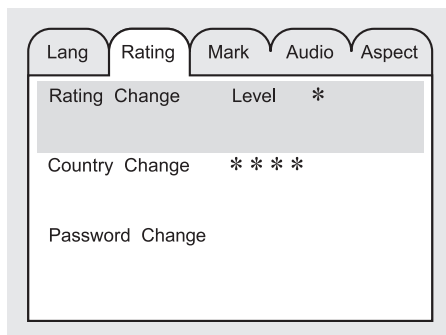 Lang Rating Mark Audio Aspect
Rating Change Level *
Country Change ****
Password Change